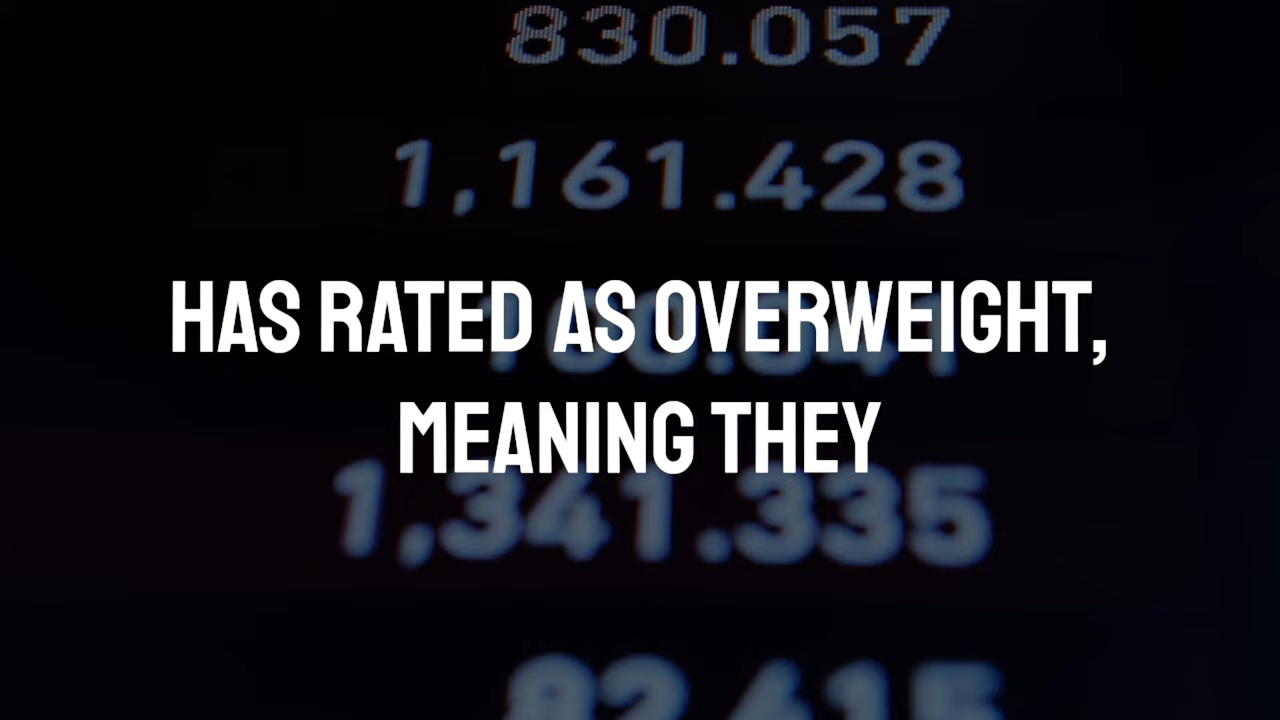 830.057
1,161.428
HAS RATED AS OVERWEIGHT,
MEANING THEY
1,341.335